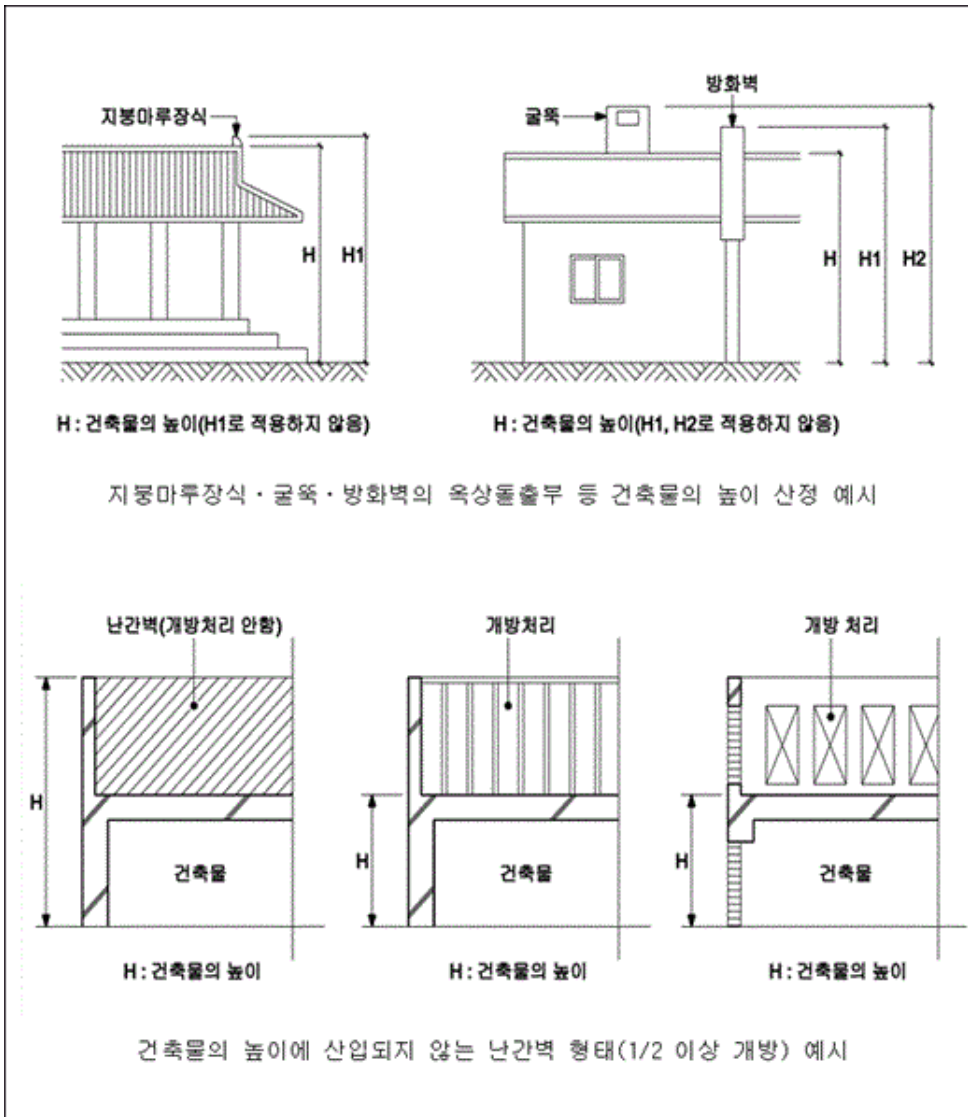 지붕마루장식
H
H1
H : 건축물의 높이(H1로 적용하지 않음)
방화벽
굴뚝
H
H1
H2
H : 건축물의 높이(H1, H2로 적용하지 않음)
지붕마루장식·굴뚝·방화벽의 옥상돌출부 등 건축물의 높이 산정 예시
난간벽(개방처리 안함)
H
건축물
H : 건축물의 높이
개방처리
H
건축물
H : 건축물의 높이
개방 처리
H
건축물
H : 건축물의 높이
건축물의 높이에 산입되지 않는 난간벽 형태(1/2 이상 개방) 예시